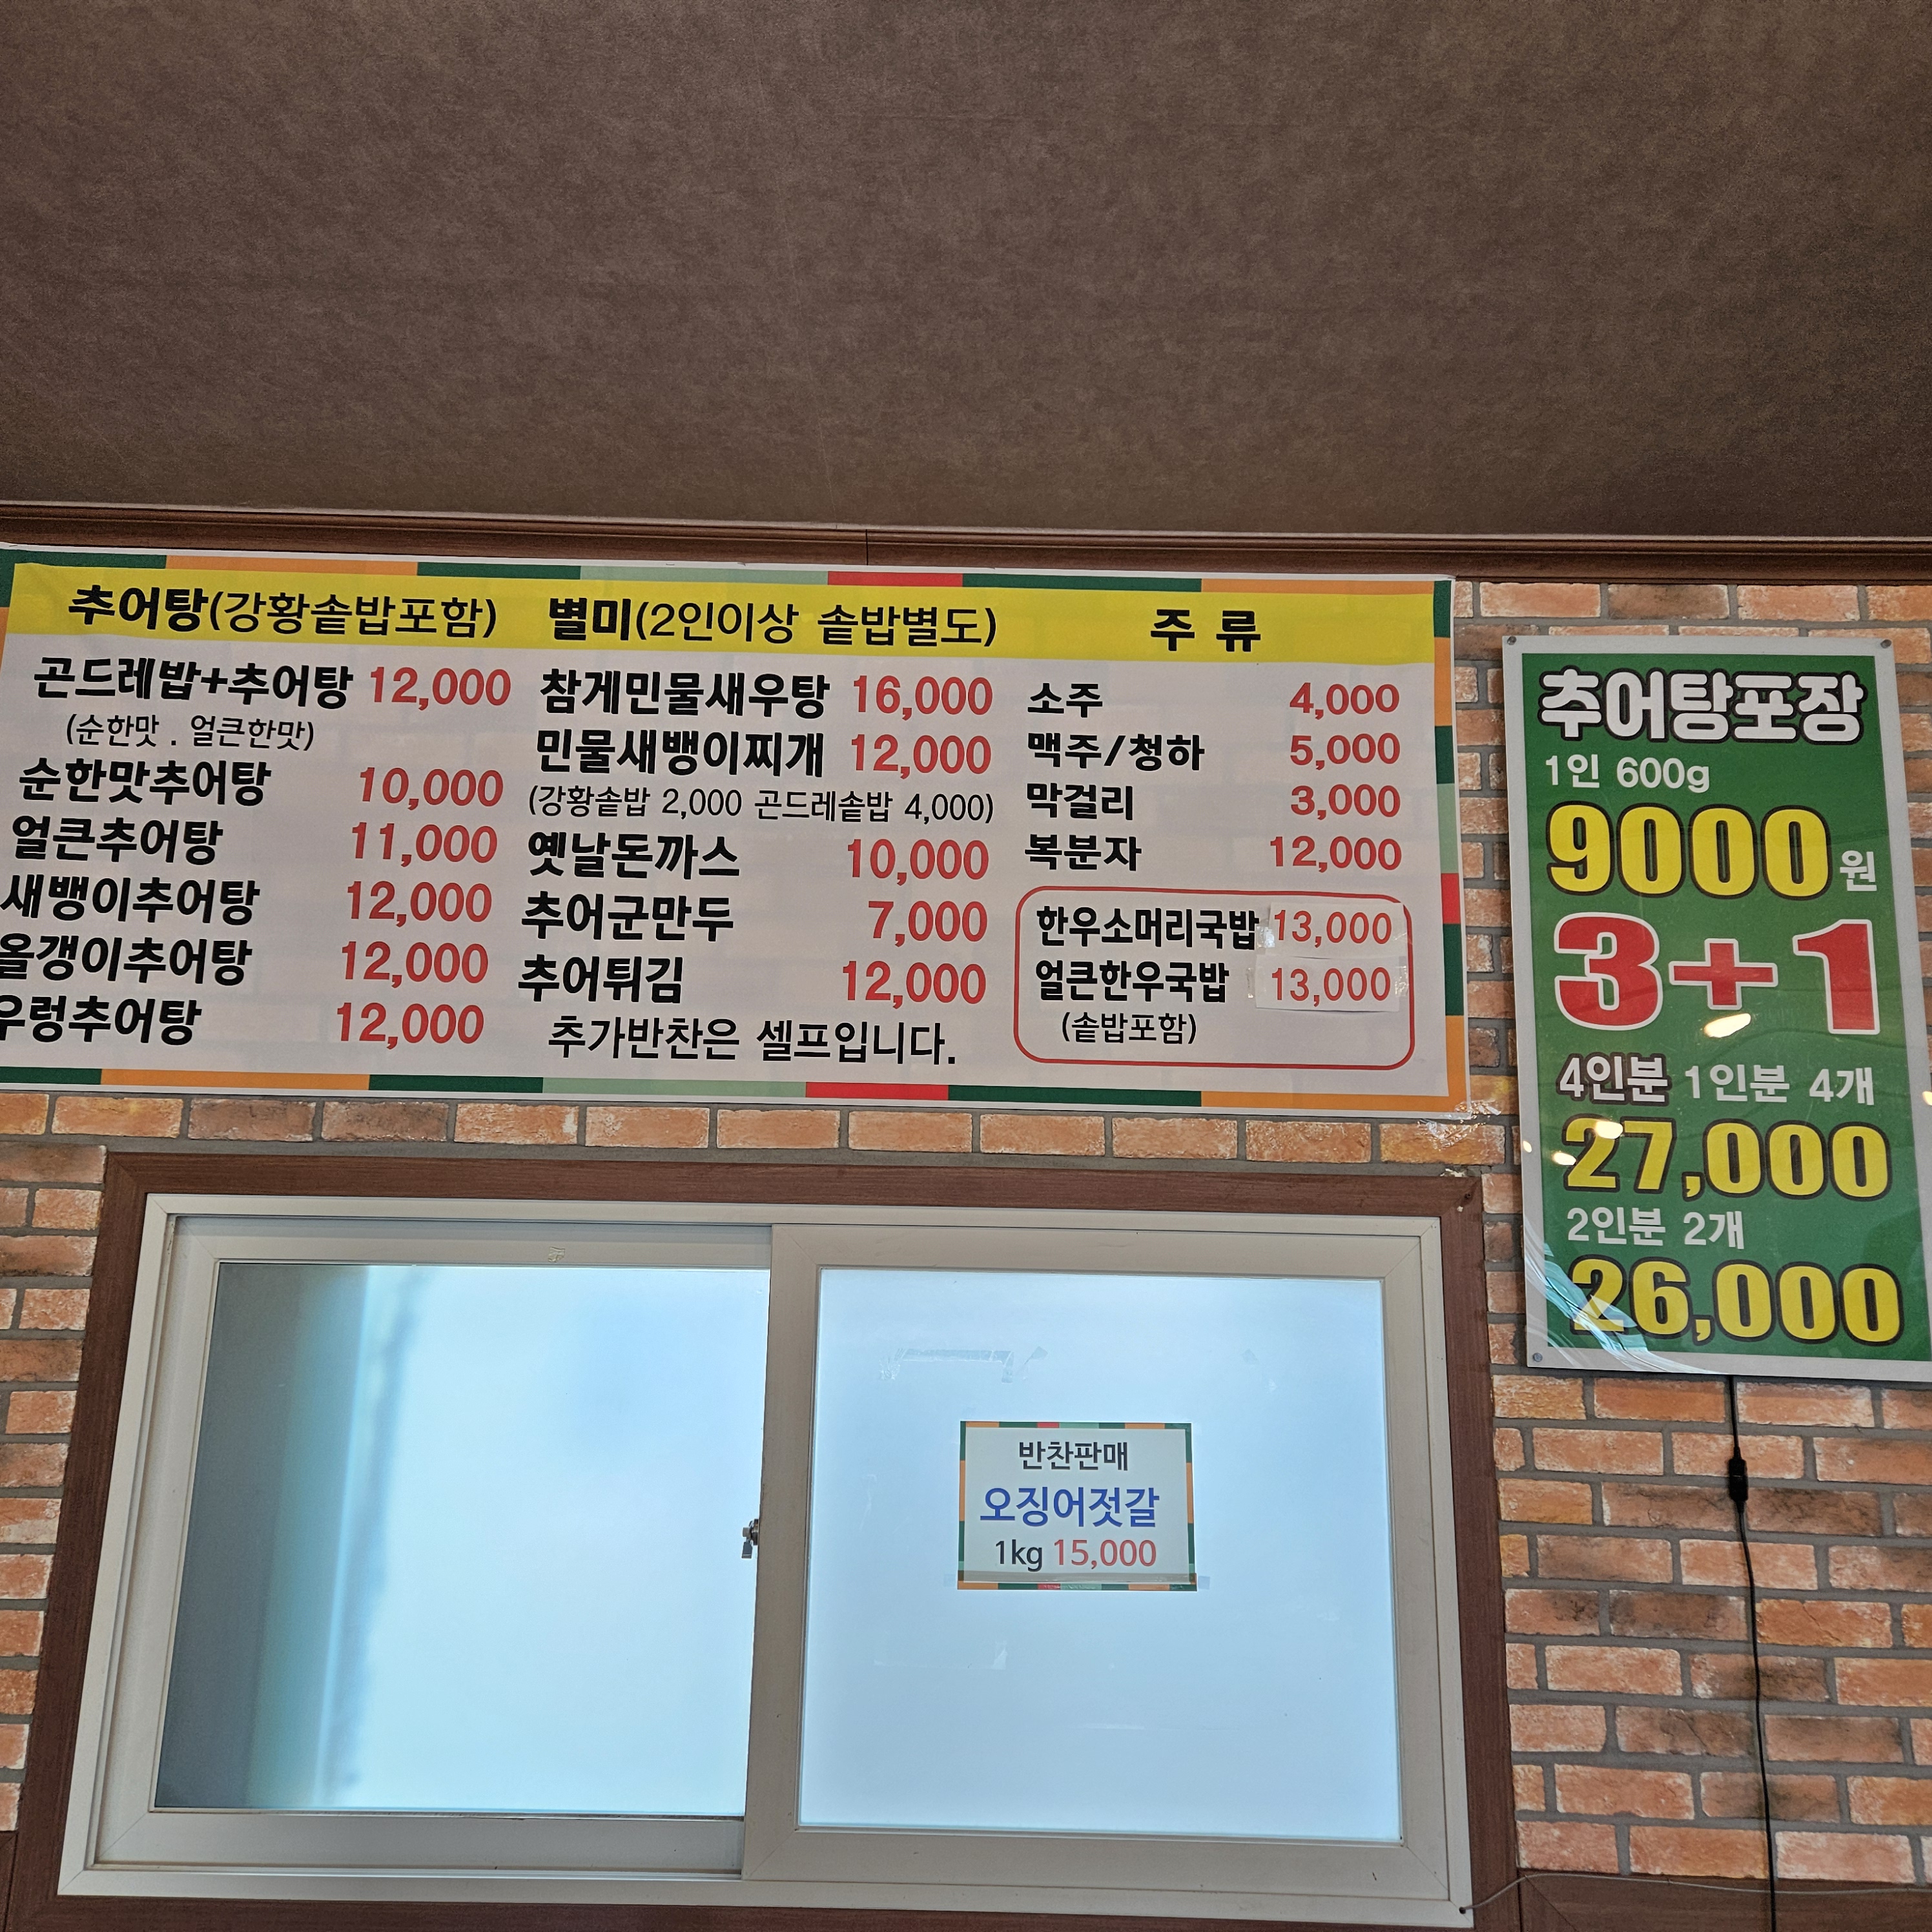 추어탕(강황솥밥포함)
곤드레밥+추어탕 12,000
(순한맛 . 얼큰한맛)
순한맛추어탕 10,000
얼큰추어탕 11,000
새뱅이추어탕 12,000
올갱이추어탕 12,000
우렁추어탕 12,000
별미(2인이상 솥밥별도)
참게민물새우탕 16,000
민물새뱅이찌개 12,000
(강황솥밥 2,000 곤드레솥밥 4,000)
옛날돈까스 10,000
추어군만두 7,000
추어튀김 12,000
추가반찬은 셀프입니다.
주 류
소주 4,000
맥주/청하 5,000
막걸리 3,000
복분자 12,000
한우소머리국밥 13,000
얼큰한우국밥 13,000
(솥밥포함)
추어탕포장
1인 600g
9000원
3+1
4인분 1인분 4개
27,000
2인분 2개
26,000
반찬판매
오징어젓갈
1kg 15,000